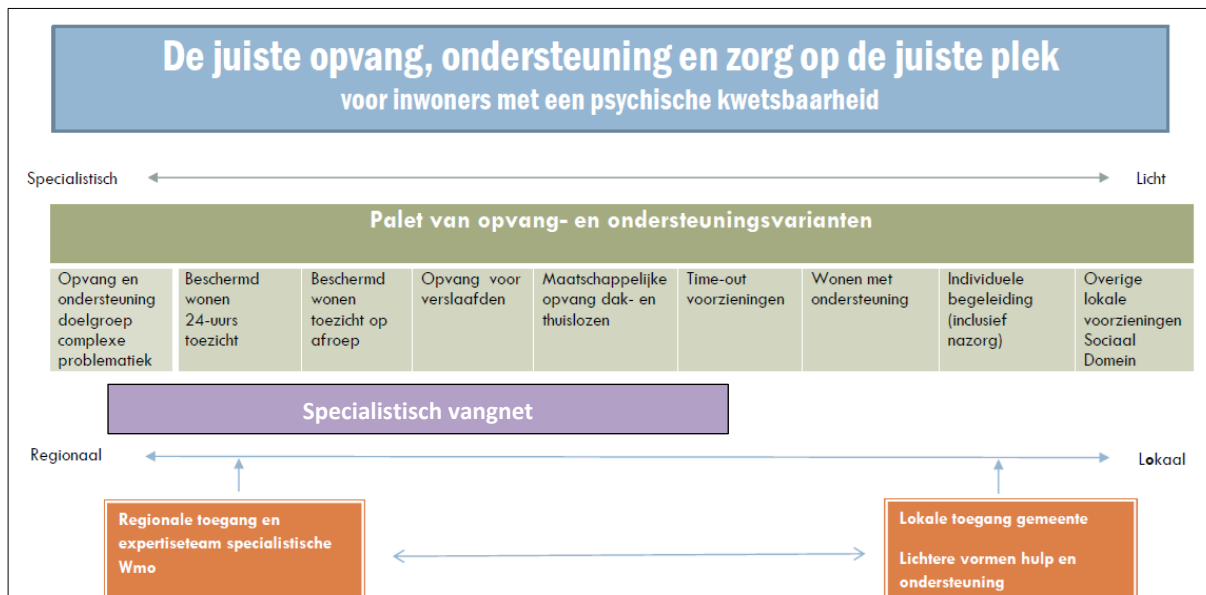 De juiste opvang, ondersteuning en zorg op de juiste plek
voor inwoners met een psychische kwetsbaarheid
Specialistisch
Licht
Palet van opvang- en ondersteuningsvarianten
Opvang en
ondersteuning
doelgroep
complexe
problematiek
Beschermd
wonen
24-uurs
toezicht
Beschermd
wonen
toezicht op
afroep
Opvang voor
verslaafden
Maatschappelijke
opvang dak- en
thuislozen
Time-out
voorzieningen
Wonen met
ondersteuning
Individuele
begeleiding
(inclusief
nazorg)
Overige
lokale
voorzieningen
Sociaal
Domein
Specialistisch vangnet
Regionaal
Lokaal
Regionale toegang en
expertiseteam specialistische
Wmo
Lokale toegang gemeente
Lichtere vormen hulp en
ondersteuning